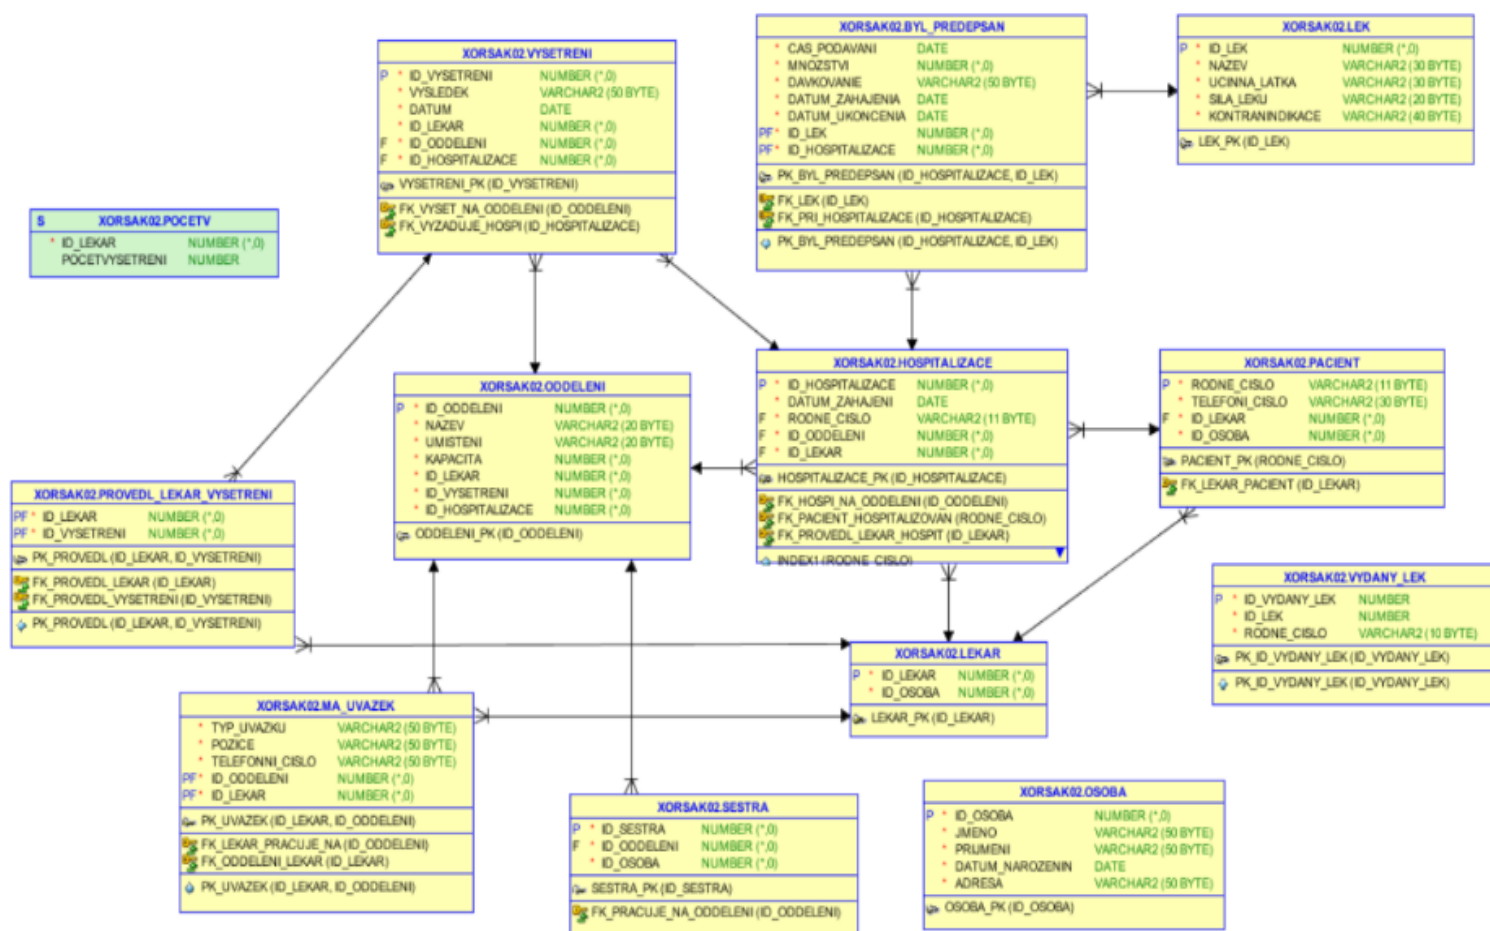 XORSAK02.VYSETRENI
P * ID_VYSETRENI NUMBER (*,0)
* VYSLEDEK VARCHAR2 (50 BYTE)
* DATUM DATE
* ID_LEKAR NUMBER (*,0)
F * ID_ODDELENI NUMBER (*,0)
F * ID_HOSPITALIZACE NUMBER (*,0)
VYSETRENI_PK (ID_VYSETRENI)
FK_VYSET_NA_ODDELENI (ID_ODDELENI)
FK_VYZADUJE_HOSPI (ID_HOSPITALIZACE)
XORSAK02.BYL_PREDEPSAN
* CAS_PODAVANI DATE
* MNOZSTVI NUMBER (*,0)
* DAVKOVANIE VARCHAR2 (50 BYTE)
* DATUM_ZAHAJENIA DATE
* DATUM_UKONCENIA DATE
PF* ID_LEK NUMBER (*,0)
PF* ID_HOSPITALIZACE NUMBER (*,0)
PK_BYL_PREDEPSAN (ID_HOSPITALIZACE, ID_LEK)
FK_LEK (ID_LEK)
FK_PRI_HOSPITALIZACE (ID_HOSPITALIZACE)
PK_BYL_PREDEPSAN (ID_HOSPITALIZACE, ID_LEK)
XORSAK02.LEK
P * ID_LEK NUMBER (*,0)
* NAZEV VARCHAR2 (30 BYTE)
* UCINNA_LATKA VARCHAR2 (30 BYTE)
* SILA_LEKU VARCHAR2 (20 BYTE)
* KONTRANINDIKACE VARCHAR2 (40 BYTE)
LEK_PK (ID_LEK)
S XORSAK02.POCETV
* ID_LEKAR NUMBER (*,0)
POCETVYSETRENI NUMBER
XORSAK02.ODDELENI
P * ID_ODDELENI NUMBER (*,0)
* NAZEV VARCHAR2 (20 BYTE)
* UMISTENI VARCHAR2 (20 BYTE)
* KAPACITA NUMBER (*,0)
* ID_LEKAR NUMBER (*,0)
* ID_VYSETRENI NUMBER (*,0)
* ID_HOSPITALIZACE NUMBER (*,0)
ODDELENI_PK (ID_ODDELENI)
XORSAK02.HOSPITALIZACE
P * ID_HOSPITALIZACE NUMBER (*,0)
* DATUM_ZAHAJENI DATE
F * RODNE_CISLO VARCHAR2 (11 BYTE)
F * ID_ODDELENI NUMBER (*,0)
F * ID_LEKAR NUMBER (*,0)
HOSPITALIZACE_PK (ID_HOSPITALIZACE)
FK_HOSPI_NA_ODDELENI (ID_ODDELENI)
FK_PACIENT_HOSPITALIZOVAN (RODNE_CISLO)
FK_PROVEDL_LEKAR_HOSPIT (ID_LEKAR)
INDEX1 (RODNE_CISLO)
XORSAK02.PACIENT
P * RODNE_CISLO VARCHAR2 (11 BYTE)
* TELEFONI_CISLO VARCHAR2 (30 BYTE)
F * ID_LEKAR NUMBER (*,0)
* ID_OSOBA NUMBER (*,0)
PACIENT_PK (RODNE_CISLO)
FK_LEKAR_PACIENT (ID_LEKAR)
XORSAK02.PROVEDL_LEKAR_VYSETRENI
PF* ID_LEKAR NUMBER (*,0)
PF* ID_VYSETRENI NUMBER (*,0)
PK_PROVEDL (ID_LEKAR, ID_VYSETRENI)
FK_PROVEDL_LEKAR (ID_LEKAR)
FK_PROVEDL_VYSETRENI (ID_VYSETRENI)
PK_PROVEDL (ID_LEKAR, ID_VYSETRENI)
XORSAK02.VYDANY_LEK
P * ID_VYDANY_LEK NUMBER
* ID_LEK NUMBER
* RODNE_CISLO VARCHAR2 (10 BYTE)
PK_ID_VYDANY_LEK (ID_VYDANY_LEK)
PK_ID_VYDANY_LEK (ID_VYDANY_LEK)
XORSAK02.LEKAR
P * ID_LEKAR NUMBER (*,0)
* ID_OSOBA NUMBER (*,0)
LEKAR_PK (ID_LEKAR)
XORSAK02.MA_UVAZEK
* TYP_UVAZKU VARCHAR2 (50 BYTE)
* POZICE VARCHAR2 (50 BYTE)
* TELEFONNI_CISLO VARCHAR2 (50 BYTE)
PF* ID_ODDELENI NUMBER (*,0)
PF* ID_LEKAR NUMBER (*,0)
PK_UVAZEK (ID_LEKAR, ID_ODDELENI)
FK_LEKAR_PRACUJE_NA (ID_ODDELENI)
FK_ODDELENI_LEKAR (ID_LEKAR)
PK_UVAZEK (ID_LEKAR, ID_ODDELENI)
XORSAK02.SESTRA
P * ID_SESTRA NUMBER (*,0)
F * ID_ODDELENI NUMBER (*,0)
* ID_OSOBA NUMBER (*,0)
SESTRA_PK (ID_SESTRA)
FK_PRACUJE_NA_ODDELENI (ID_ODDELENI)
XORSAK02.OSOBA
P * ID_OSOBA NUMBER (*,0)
* JMENO VARCHAR2 (50 BYTE)
* PRIJMENI VARCHAR2 (50 BYTE)
* DATUM_NAROZENIN DATE
* ADRESA VARCHAR2 (50 BYTE)
OSOBA_PK (ID_OSOBA)